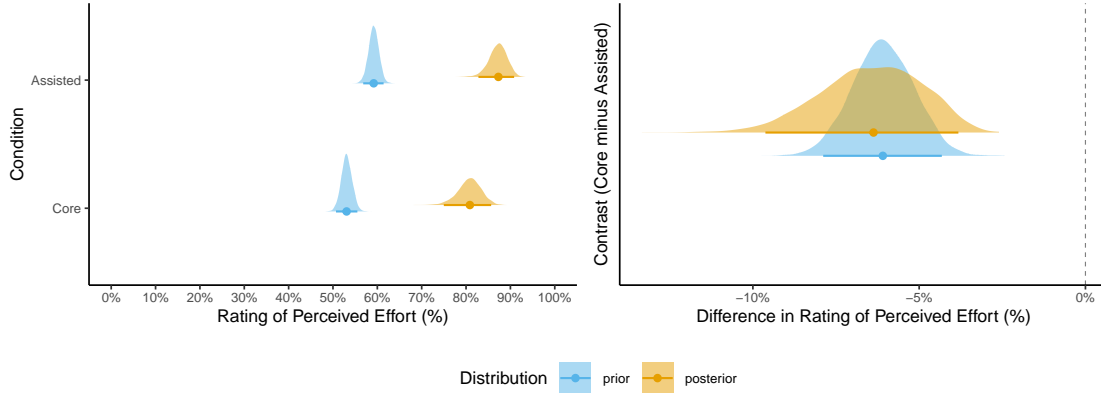 Condition
Assisted
Core
0% 10% 20% 30% 40% 50% 60% 70% 80% 90% 100%
Rating of Perceived Effort (%)
Contrast (Core minus Assisted)
−10% −5% 0%
Difference in Rating of Perceived Effort (%)
Distribution prior posterior